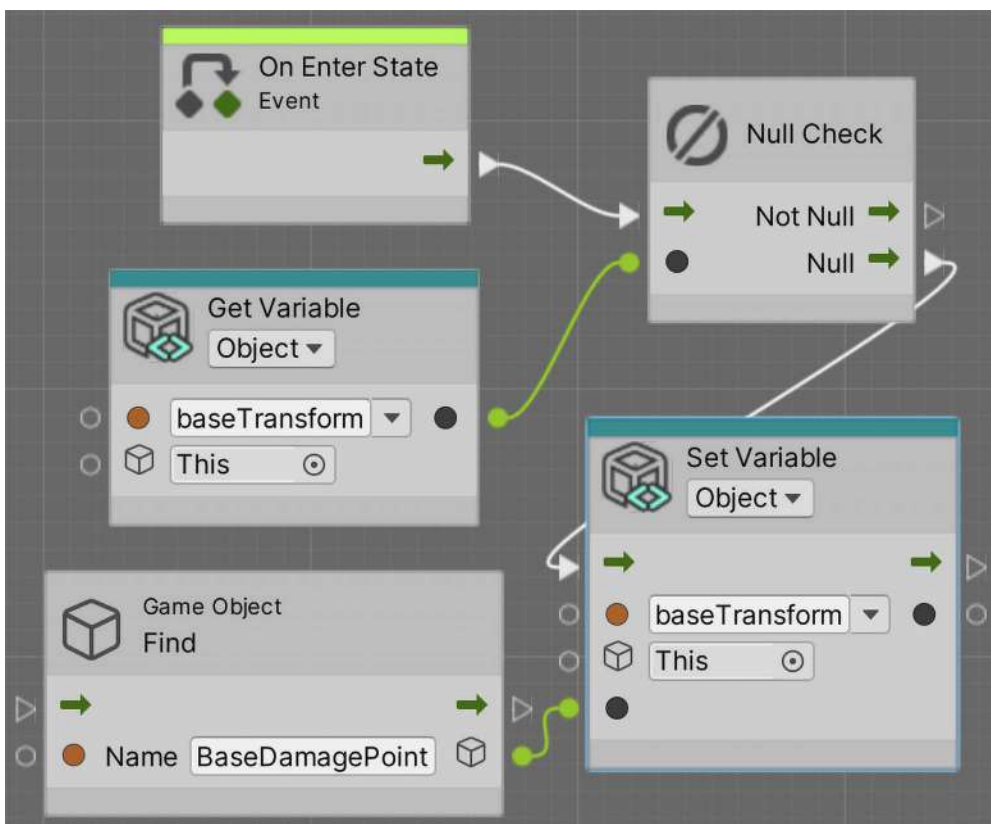 On Enter State
Event
Null Check
Not Null
Null
Get Variable
Object
baseTransform
This
Set Variable
Object
baseTransform
This
Game Object
Find
Name BaseDamagePoint